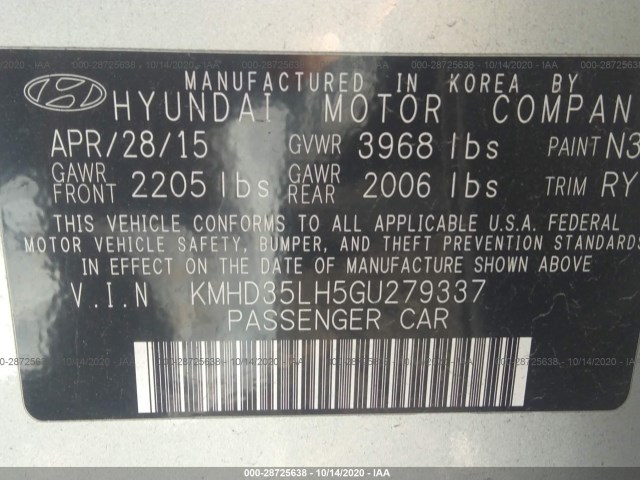 MANUFACTURED IN KOREA BY
HYUNDAI MOTOR COMPAN
APR/28/15 GVWR 3968 lbs PAINT N3
GAWR FRONT 2205 lbs GAWR REAR 2006 lbs TRIM RY
THIS VEHICLE CONFORMS TO ALL APPLICABLE U.S.A. FEDERAL
MOTOR VEHICLE SAFETY, BUMPER, AND THEFT PREVENTION STANDARDS
IN EFFECT ON THE DATE OF MANUFACTURE SHOWN ABOVE
V.I.N KMHD35LH5GU279337
PASSENGER CAR
000-28725638 - 10/14/2020 - IAA